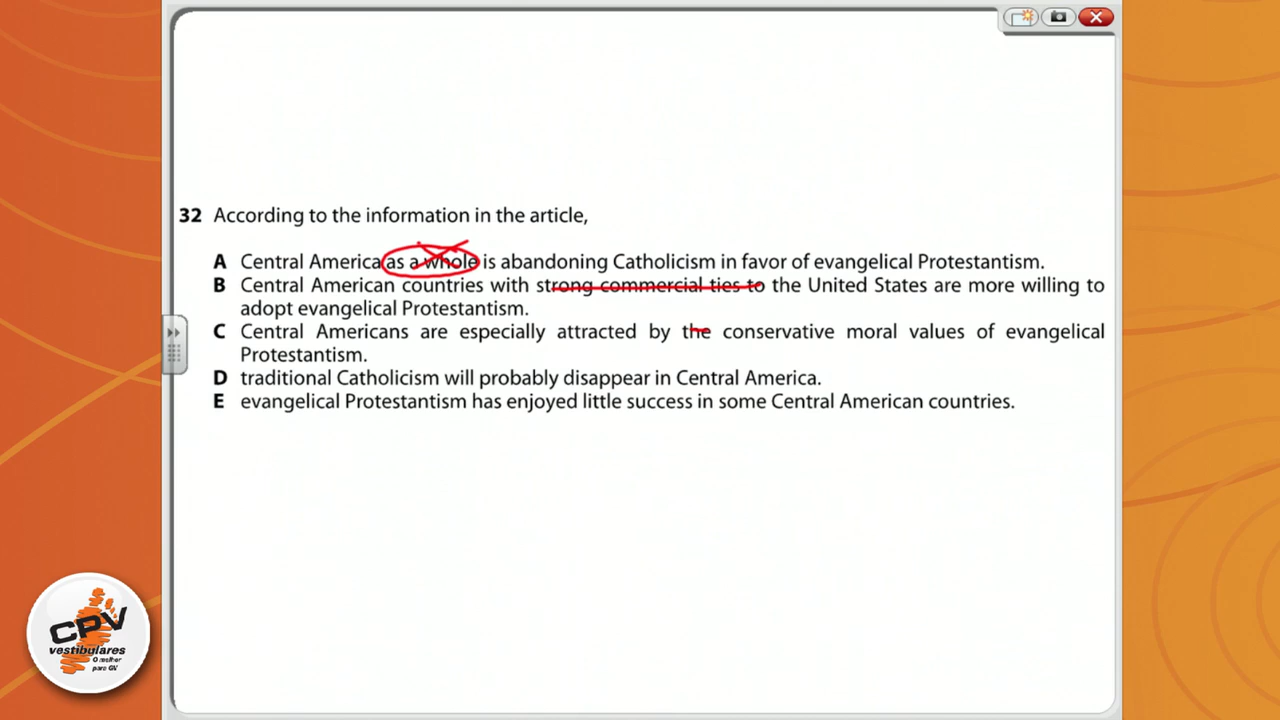 32 According to the information in the article,
A Central America as a whole is abandoning Catholicism in favor of evangelical Protestantism.
B Central American countries with strong commercial ties to the United States are more willing to
adopt evangelical Protestantism.
C Central Americans are especially attracted by the conservative moral values of evangelical
Protestantism.
D traditional Catholicism will probably disappear in Central America.
E evangelical Protestantism has enjoyed little success in some Central American countries.
CPV
vestibulares
O melhor
para GV